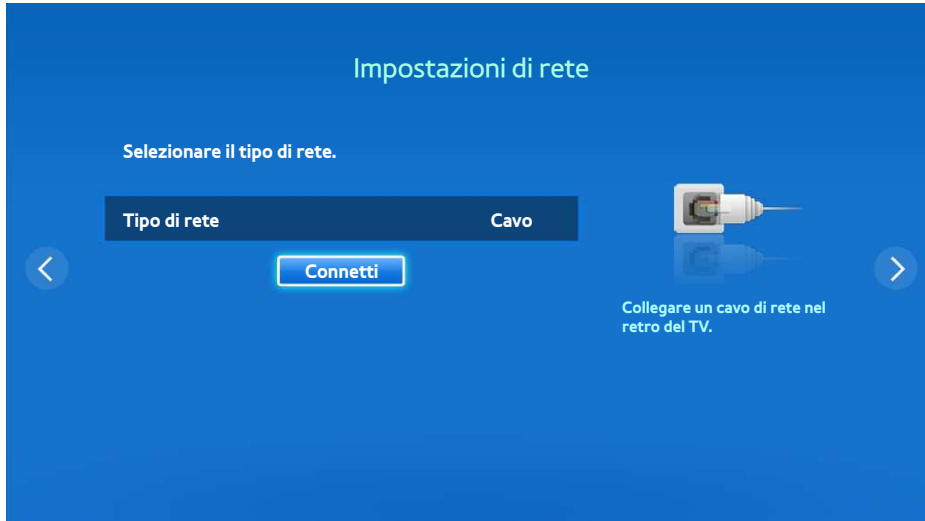 Impostazioni di rete
Selezionare il tipo di rete.
Tipo di rete Cavo
Connetti
Collegare un cavo di rete nel
retro del TV.